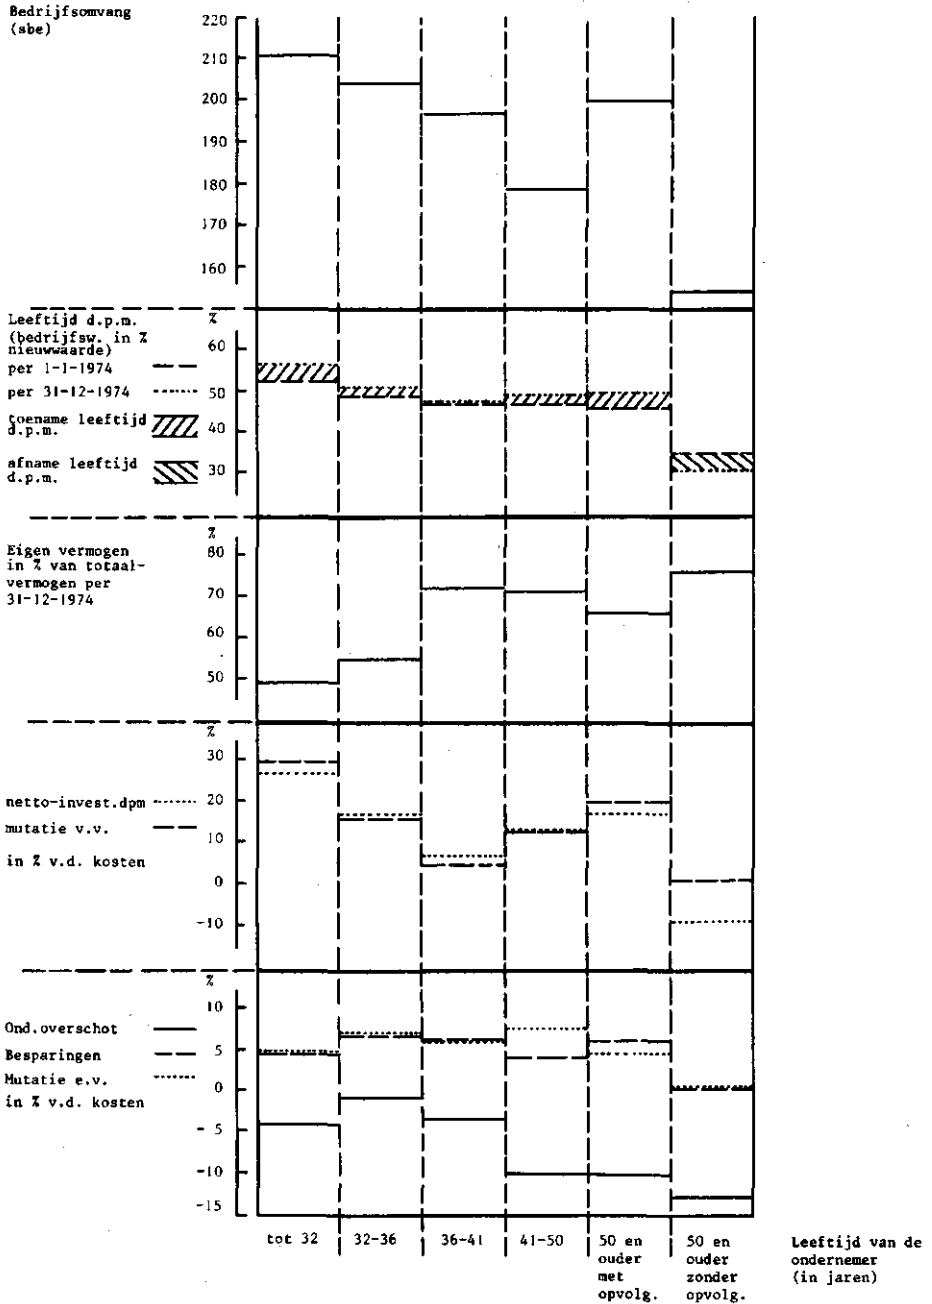 Bedrijfsomvang
(sbe)
220
210
200
190
180
170
160
Leeftijd d.p.m.
(bedrijfsw. in %
nieuwwaarde)
per 1-1-1974
per 31-12-1974
toename leeftijd
d.p.m.
afname leeftijd
d.p.m.
%
60
50
40
30
Eigen vermogen
in % van totaal-
vermogen per
31-12-1974
%
80
70
60
50
netto-invest.dpm
mutatie v.v.
in % v.d. kosten
%
30
20
10
0
-10
Ond.overschot
Besparingen
Mutatie e.v.
in % v.d. kosten
%
10
5
0
- 5
-10
-15
tot 32
32-36
36-41
41-50
50 en
ouder
met
opvolg.
50 en
ouder
zonder
opvolg.
Leeftijd van de
ondernemer
(in jaren)